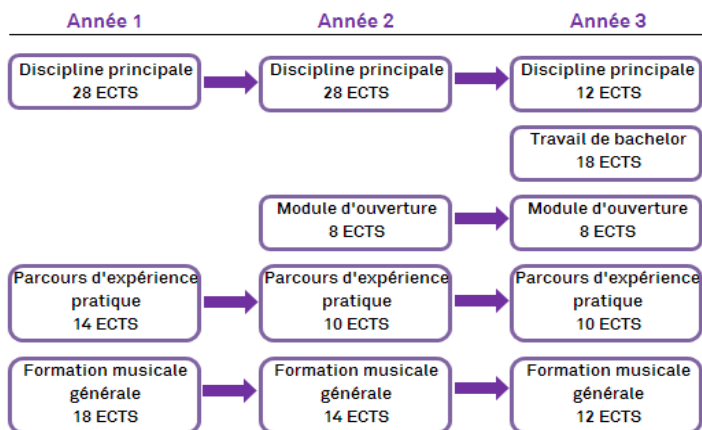 Année 1
Année 2
Année 3
Discipline principale
28 ECTS
Discipline principale
28 ECTS
Discipline principale
12 ECTS
Travail de bachelor
18 ECTS
Module d'ouverture
8 ECTS
Module d'ouverture
8 ECTS
Parcours d'expérience
pratique
14 ECTS
Parcours d'expérience
pratique
10 ECTS
Parcours d'expérience
pratique
10 ECTS
Formation musicale
générale
18 ECTS
Formation musicale
générale
14 ECTS
Formation musicale
générale
12 ECTS